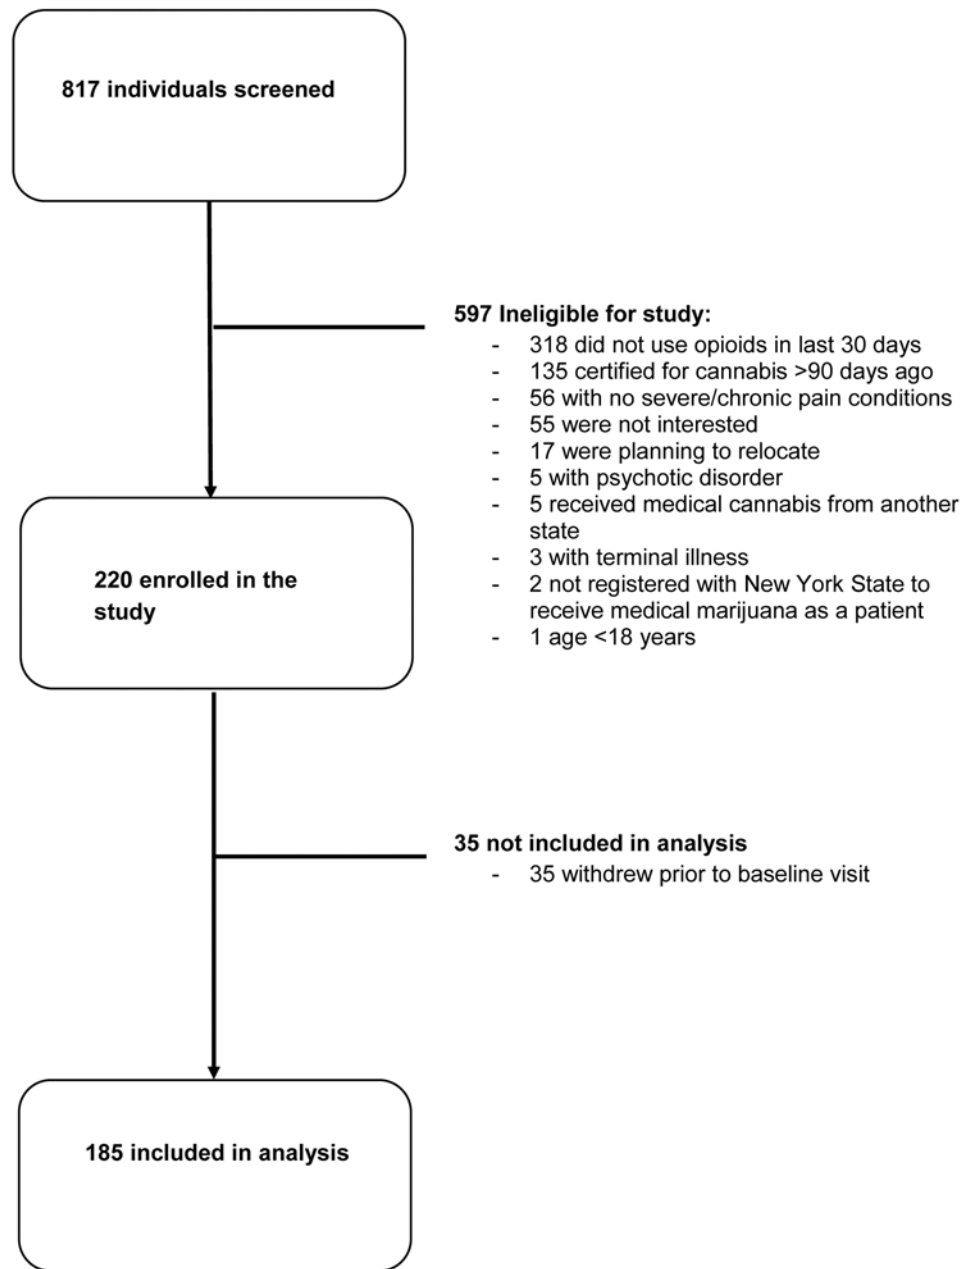 817 individuals screened
597 Ineligible for study:
- 318 did not use opioids in last 30 days
- 135 certified for cannabis >90 days ago
- 56 with no severe/chronic pain conditions
- 55 were not interested
- 17 were planning to relocate
- 5 with psychotic disorder
- 5 received medical cannabis from another
state
- 3 with terminal illness
- 2 not registered with New York State to
receive medical marijuana as a patient
- 1 age <18 years
220 enrolled in the
study
35 not included in analysis
- 35 withdrew prior to baseline visit
185 included in analysis